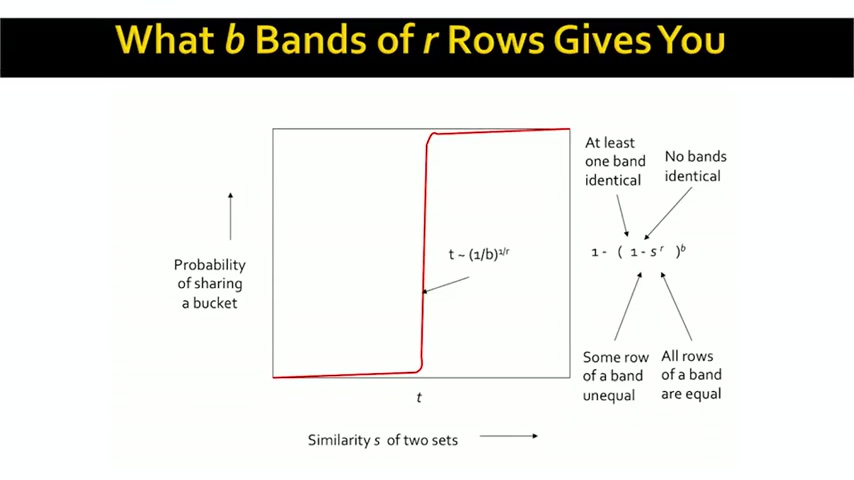 What b Bands of r Rows Gives You
At least
one band
identical
No bands
identical
1 - ( 1 - s^r )^b
t ~ (1/b)^1/r
Probability
of sharing
a bucket
Some row
of a band
unequal
All rows
of a band
are equal
t
Similarity s of two sets